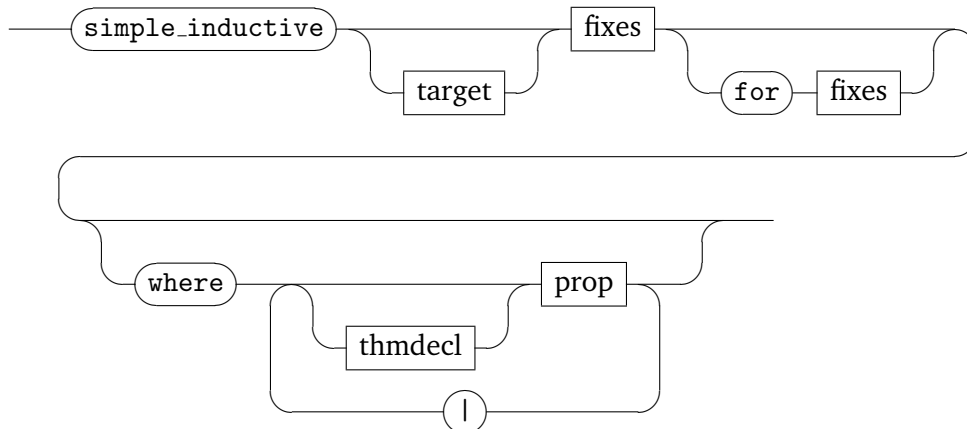 simple_inductive fixes
target for fixes
where prop
thmdecl
|